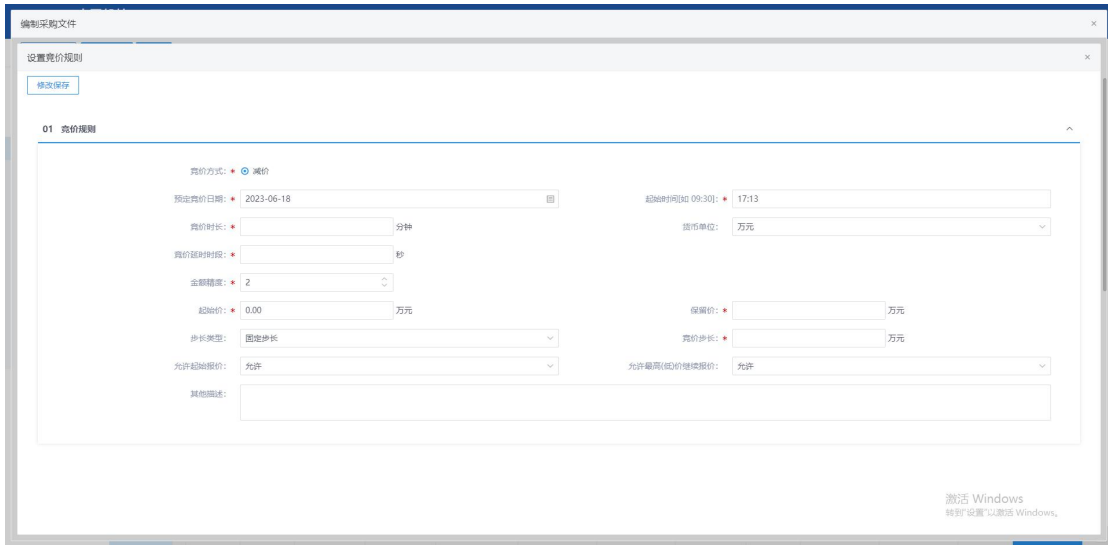 编制采购文件
设置竞价规则
修改保存
01 竞价规则
竞价方式: * 减价
预定竞价日期: * 2023-06-18 起始时间[如 09:30]: * 17:13
竞价时长: * 分钟 货币单位: 万元
竞价延时时段: * 秒
金额精度: * 2
起始价: * 0.00 万元 保留价: * 万元
步长类型: 固定步长 竞价步长: * 万元
允许起始报价: 允许 允许最高(低)价继续报价: 允许
其他描述:
激活 Windows
转到"设置"以激活 Windows。